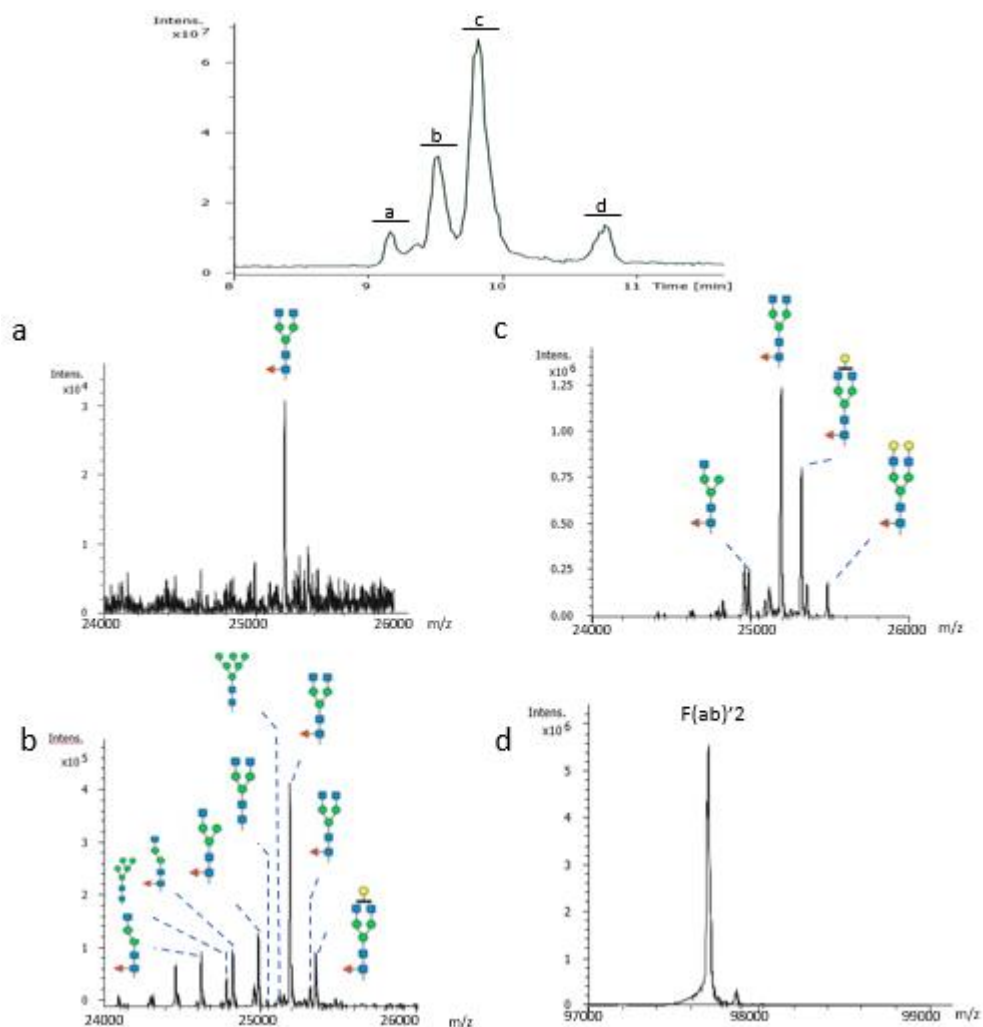 Intens.
x10⁷
6
4
2
0
a
b
c
d
8
9
10
11
Time [min]
a
Intens.
x10⁴
3
2
1
0
24000
25000
26000
m/z
c
Intens.
x10⁶
1.25
1.00
0.75
0.50
0.25
0.00
24000
25000
26000
m/z
b
Intens.
x10⁵
4
3
2
1
0
24000
25000
26000
m/z
d
F(ab)'2
Intens.
x10⁶
5
4
3
2
1
0
97000
98000
99000
m/z